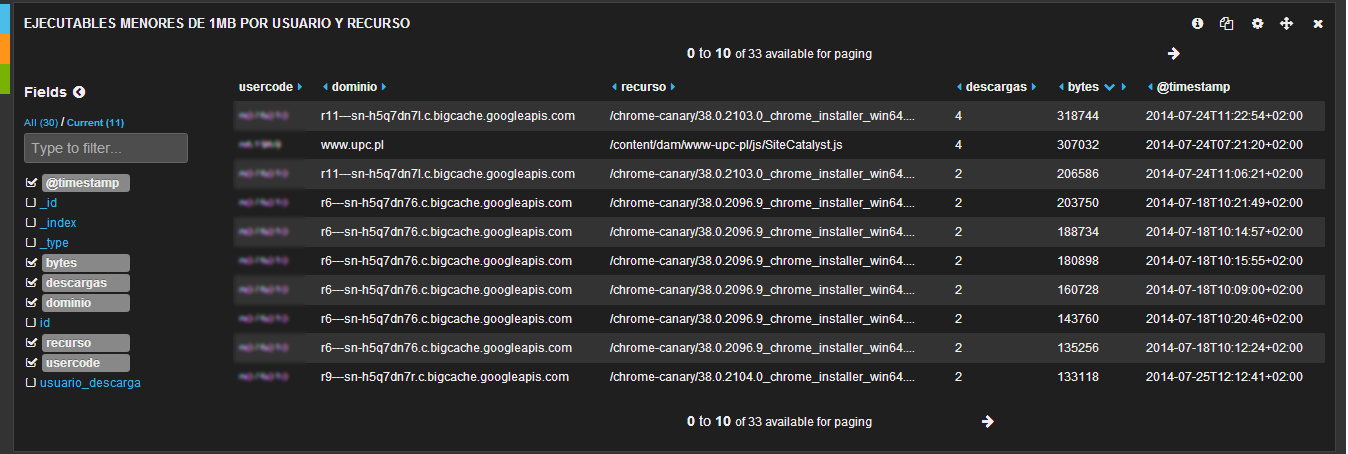 EJECUTABLES MENORES DE 1MB POR USUARIO Y RECURSO
0 to 10 of 33 available for paging
Fields
All (30) / Current (11)
Type to filter...
@timestamp
_id
_index
_type
bytes
descargas
dominio
id
recurso
usercode
usuario_descarga
usercode dominio recurso descargas bytes @timestamp
r11---sn-h5q7dn7l.c.bigcache.googleapis.com /chrome-canary/38.0.2103.0_chrome_installer_win64.... 4 318744 2014-07-24T11:22:54+02:00
www.upc.pl /content/dam/www-upc-pl/js/SiteCatalyst.js 4 307032 2014-07-24T07:21:20+02:00
r11---sn-h5q7dn7l.c.bigcache.googleapis.com /chrome-canary/38.0.2103.0_chrome_installer_win64.... 2 206586 2014-07-24T11:06:21+02:00
r6---sn-h5q7dn76.c.bigcache.googleapis.com /chrome-canary/38.0.2096.9_chrome_installer_win64.... 2 203750 2014-07-18T10:21:49+02:00
r6---sn-h5q7dn76.c.bigcache.googleapis.com /chrome-canary/38.0.2096.9_chrome_installer_win64.... 2 188734 2014-07-18T10:14:57+02:00
r6---sn-h5q7dn76.c.bigcache.googleapis.com /chrome-canary/38.0.2096.9_chrome_installer_win64.... 2 180898 2014-07-18T10:15:55+02:00
r6---sn-h5q7dn76.c.bigcache.googleapis.com /chrome-canary/38.0.2096.9_chrome_installer_win64.... 2 160728 2014-07-18T10:09:00+02:00
r6---sn-h5q7dn76.c.bigcache.googleapis.com /chrome-canary/38.0.2096.9_chrome_installer_win64.... 2 143760 2014-07-18T10:20:46+02:00
r6---sn-h5q7dn76.c.bigcache.googleapis.com /chrome-canary/38.0.2096.9_chrome_installer_win64.... 2 135256 2014-07-18T10:12:24+02:00
r9---sn-h5q7dn7r.c.bigcache.googleapis.com /chrome-canary/38.0.2104.0_chrome_installer_win64.... 2 133118 2014-07-25T12:12:41+02:00
0 to 10 of 33 available for paging